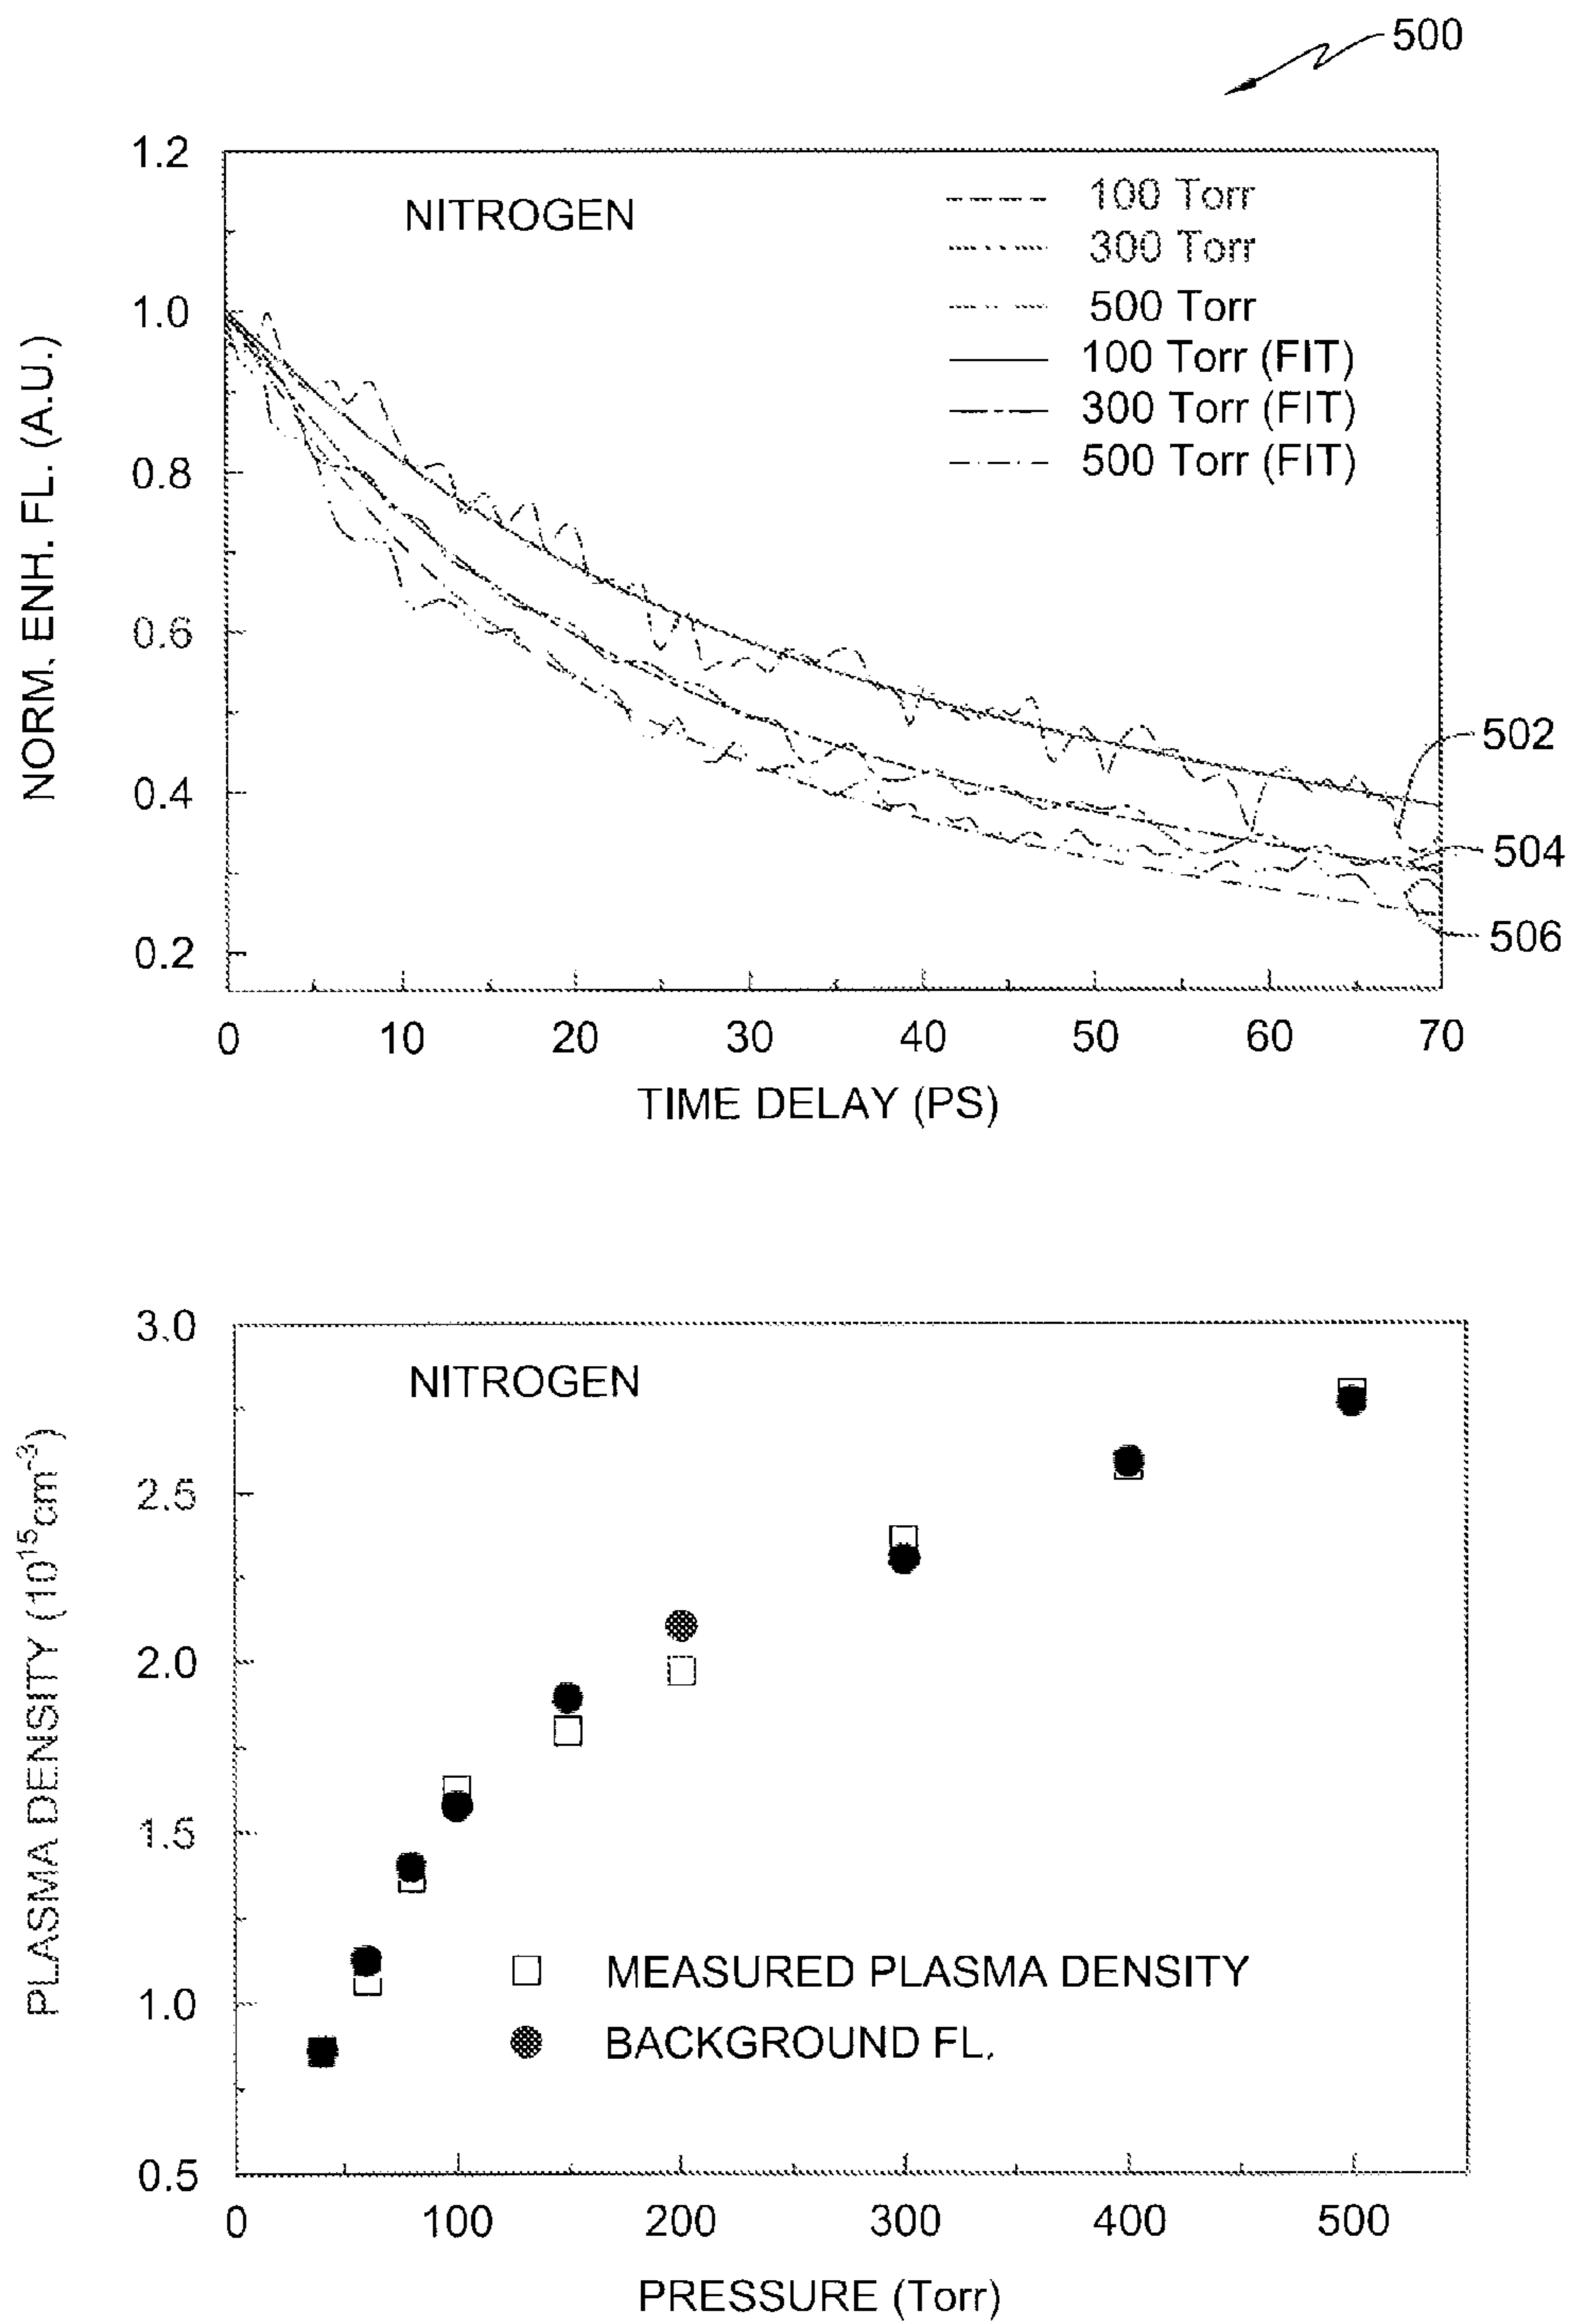 500
1.2
NITROGEN
100 Torr
300 Torr
500 Torr
100 Torr (FIT)
300 Torr (FIT)
500 Torr (FIT)
1.0
0.8
0.6
0.4
0.2
NORM. ENH. FL. (A.U.)
502
504
506
0 10 20 30 40 50 60 70
TIME DELAY (PS)
3.0
NITROGEN
2.5
2.0
1.5
1.0
0.5
PLASMA DENSITY (10¹⁵cm⁻³)
MEASURED PLASMA DENSITY
BACKGROUND FL.
0 100 200 300 400 500
PRESSURE (Torr)